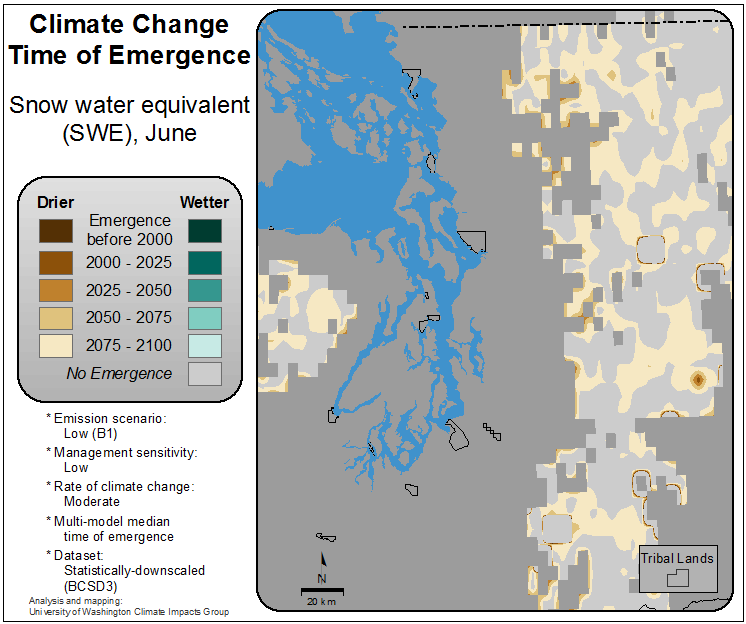 Climate Change
Time of Emergence
Snow water equivalent
(SWE), June
Drier Wetter
Emergence
before 2000
2000 - 2025
2025 - 2050
2050 - 2075
2075 - 2100
No Emergence
* Emission scenario:
Low (B1)
* Management sensitivity:
Low
* Rate of climate change:
Moderate
* Multi-model median
time of emergence
* Dataset:
Statistically-downscaled
(BCSD3)
Analysis and mapping:
University of Washington Climate Impacts Group
N
20 km
Tribal Lands